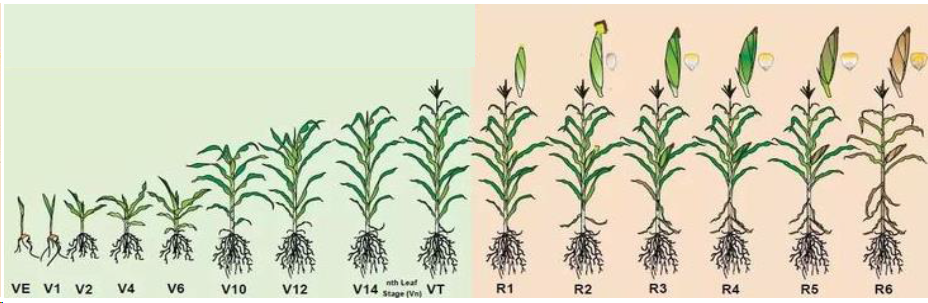 VE V1 V2 V4 V6 V10 V12 V14 nth Leaf Stage (Vn) VT R1 R2 R3 R4 R5 R6